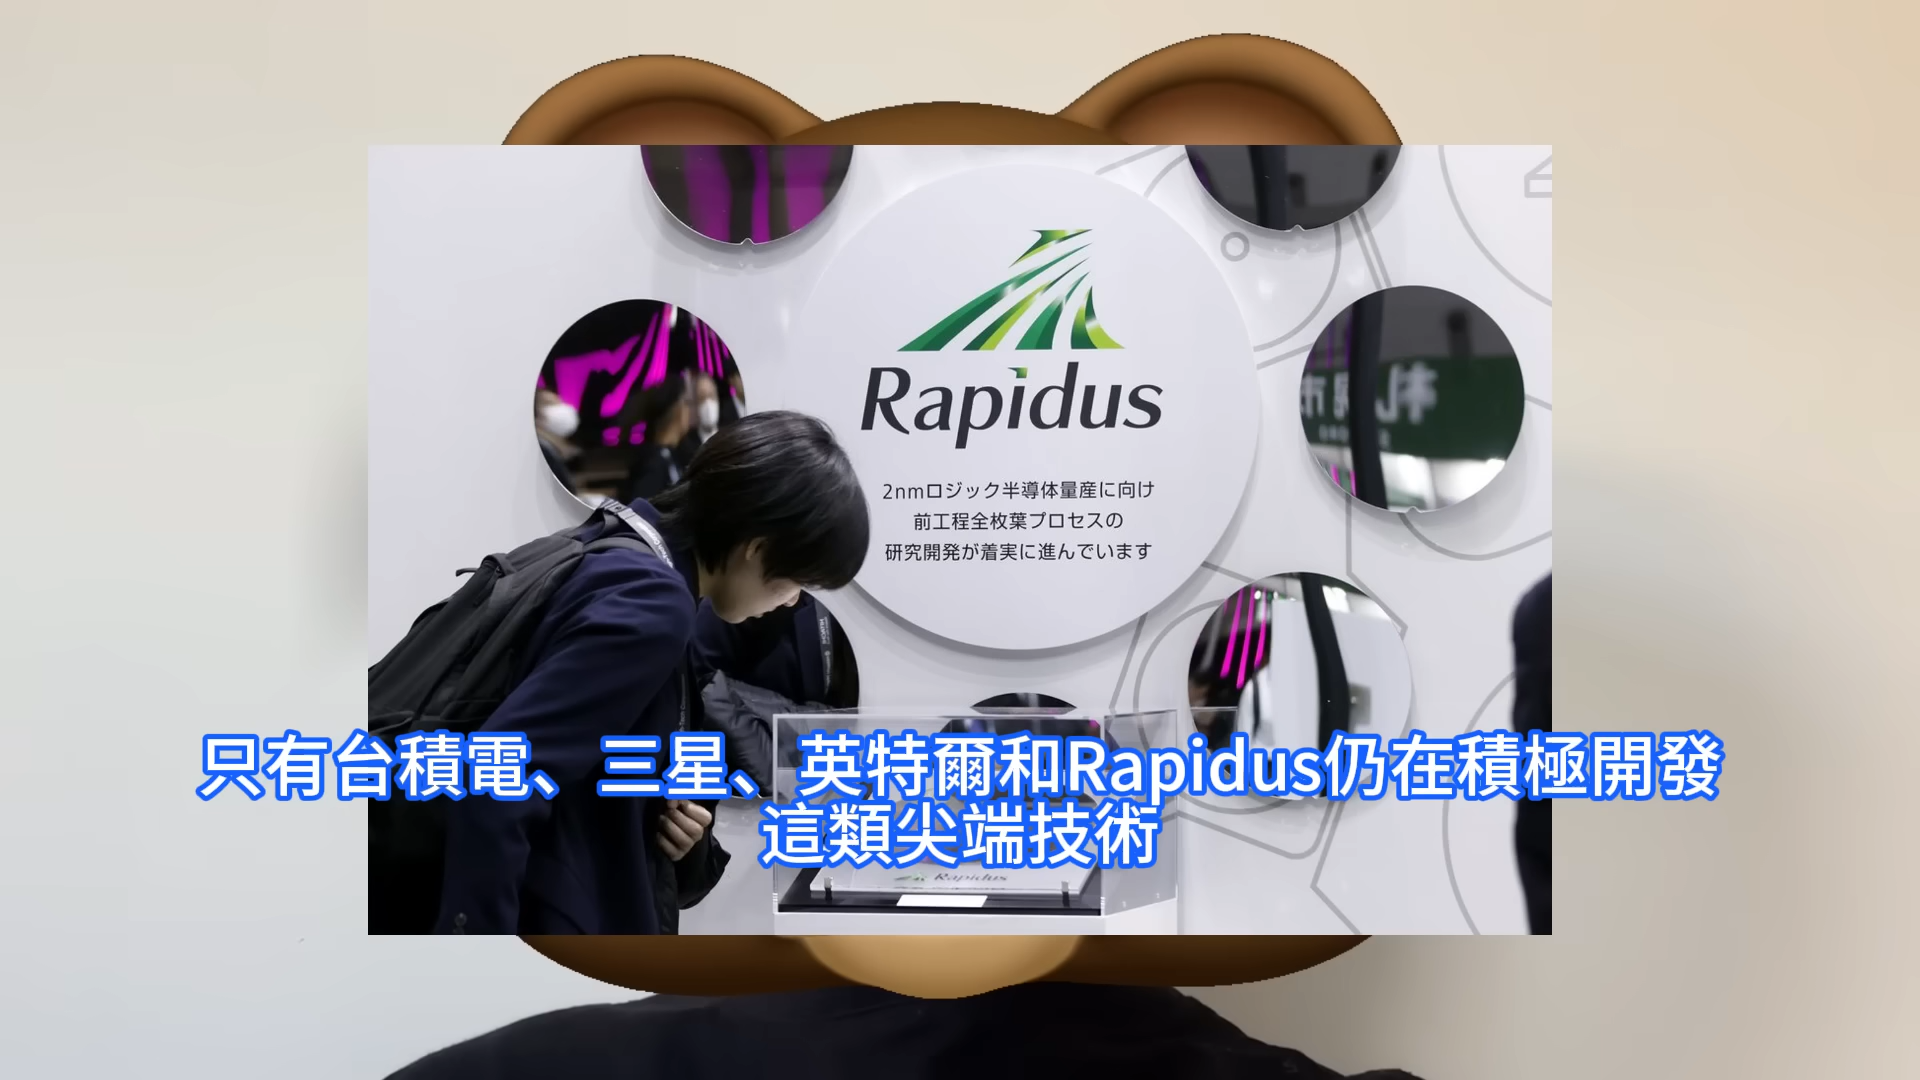 Rapidus
2nmロジック半導体量産に向け
前工程全枚葉プロセスの
研究開発が着実に進んでいます
只有台積電、三星、英特爾和Rapidus仍在積極開發
這類尖端技術
Rapidus